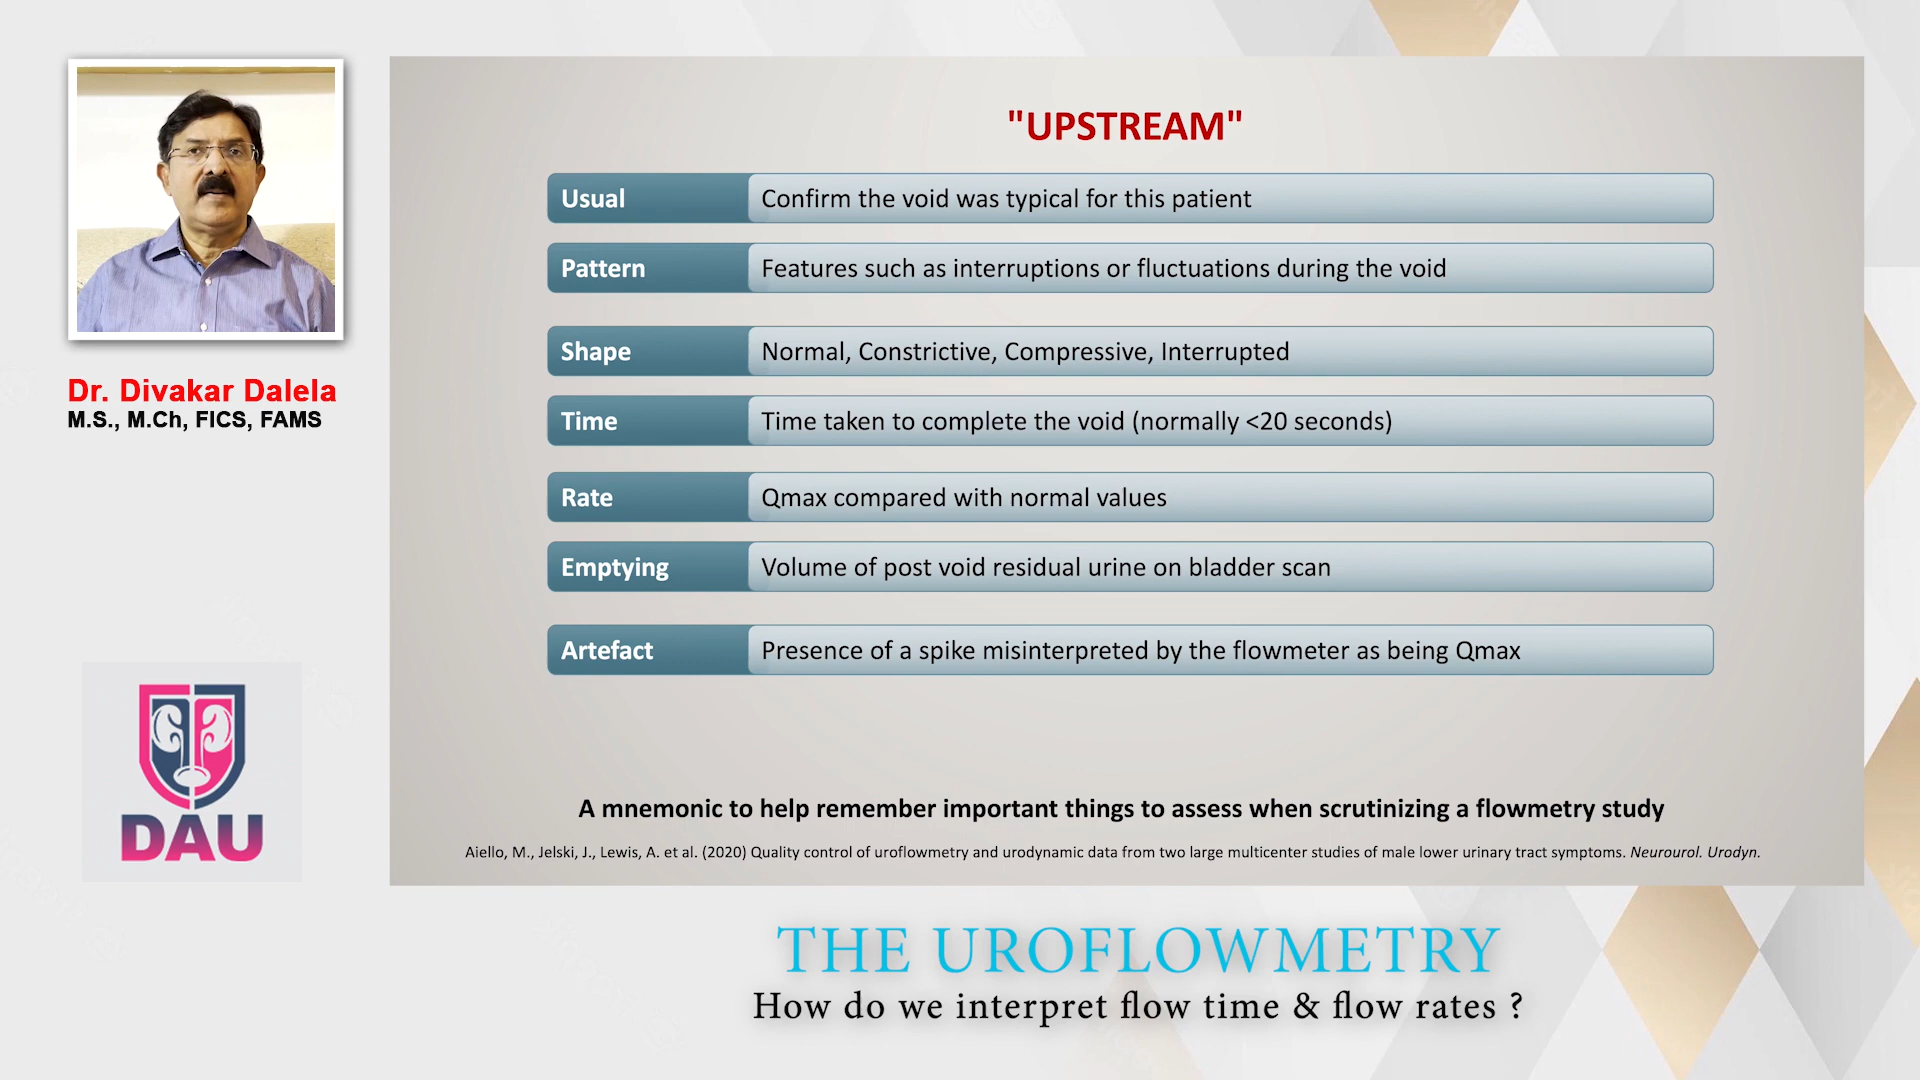 "UPSTREAM"
Usual Confirm the void was typical for this patient
Pattern Features such as interruptions or fluctuations during the void
Shape Normal, Constrictive, Compressive, Interrupted
Time Time taken to complete the void (normally <20 seconds)
Rate Qmax compared with normal values
Emptying Volume of post void residual urine on bladder scan
Artefact Presence of a spike misinterpreted by the flowmeter as being Qmax
A mnemonic to help remember important things to assess when scrutinizing a flowmetry study
Aiello, M., Jelski, J., Lewis, A. et al. (2020) Quality control of uroflowmetry and urodynamic data from two large multicenter studies of male lower urinary tract symptoms. Neurourol. Urodyn.
Dr. Divakar Dalela
M.S., M.Ch, FICS, FAMS
DAU
THE UROFLOWMETRY
How do we interpret flow time & flow rates ?